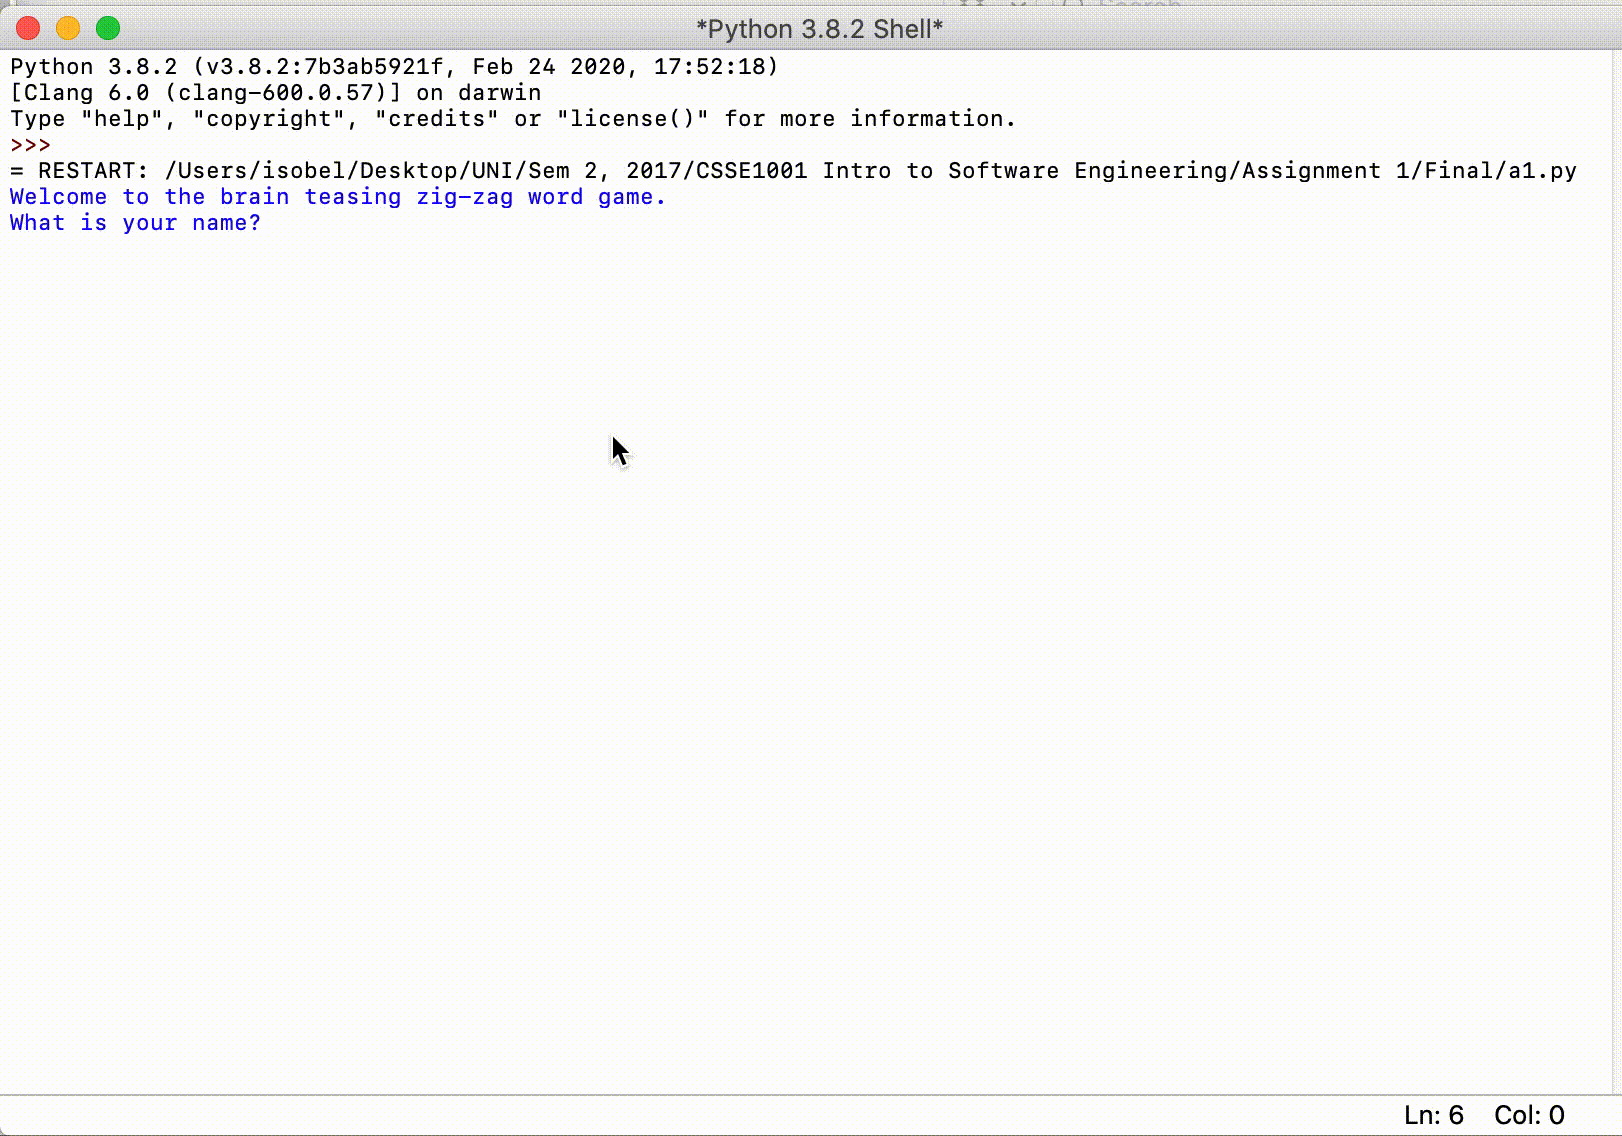 *Python 3.8.2 Shell*
Python 3.8.2 (v3.8.2:7b3ab5921f, Feb 24 2020, 17:52:18)
[Clang 6.0 (clang-600.0.57)] on darwin
Type "help", "copyright", "credits" or "license()" for more information.
>>>
= RESTART: /Users/isobel/Desktop/UNI/Sem 2, 2017/CSSE1001 Intro to Software Engineering/Assignment 1/Final/a1.py
Welcome to the brain teasing zig-zag word game.
What is your name?
Ln: 6 Col: 0